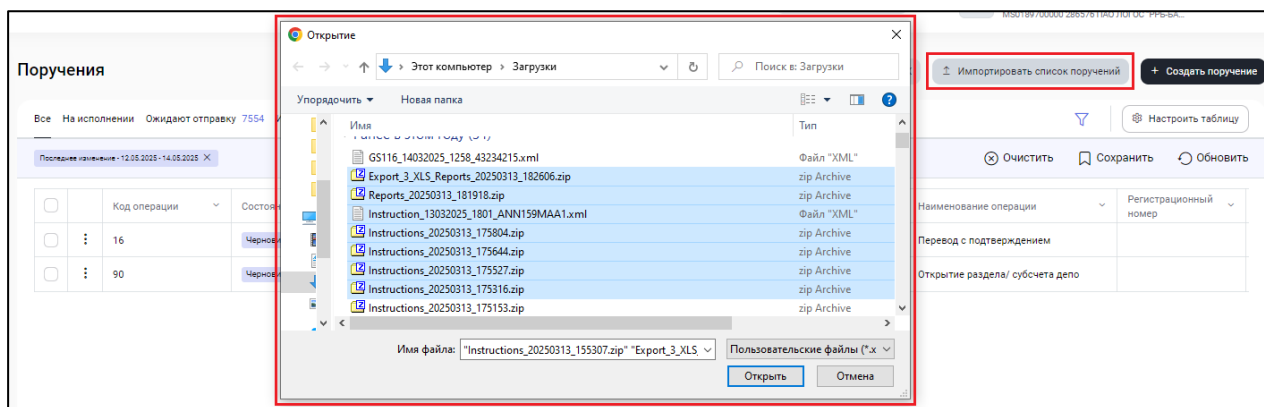 MS0189700000 286576 ПАО ЛОГОС "РРБ-БА...
Поручения
Импортировать список поручений
+ Создать поручение
Все На исполнении Ожидают отправку 7554
Настроить таблицу
Последнее изменение - 12.05.2025 - 14.05.2025
Очистить Сохранить Обновить
Код операции
Наименование операции
Регистрационный
номер
16
Перевод с подтверждением
90
Открытие раздела/ субсчета депо
Открытие
Этот компьютер > Загрузки
Поиск в: Загрузки
Упорядочить Новая папка
Имя Тип
GS116_14032025_1258_43234215.xml Файл "XML"
Export_3_XLS_Reports_20250313_182606.zip zip Archive
Reports_20250313_181918.zip zip Archive
Instruction_13032025_1801_ANN159MAA1.xml Файл "XML"
Instructions_20250313_175804.zip zip Archive
Instructions_20250313_175644.zip zip Archive
Instructions_20250313_175527.zip zip Archive
Instructions_20250313_175316.zip zip Archive
Instructions_20250313_175153.zip zip Archive
Имя файла: "Instructions_20250313_155307.zip" "Export_3_XLS_ Пользовательские файлы (*.x
Открыть Отмена